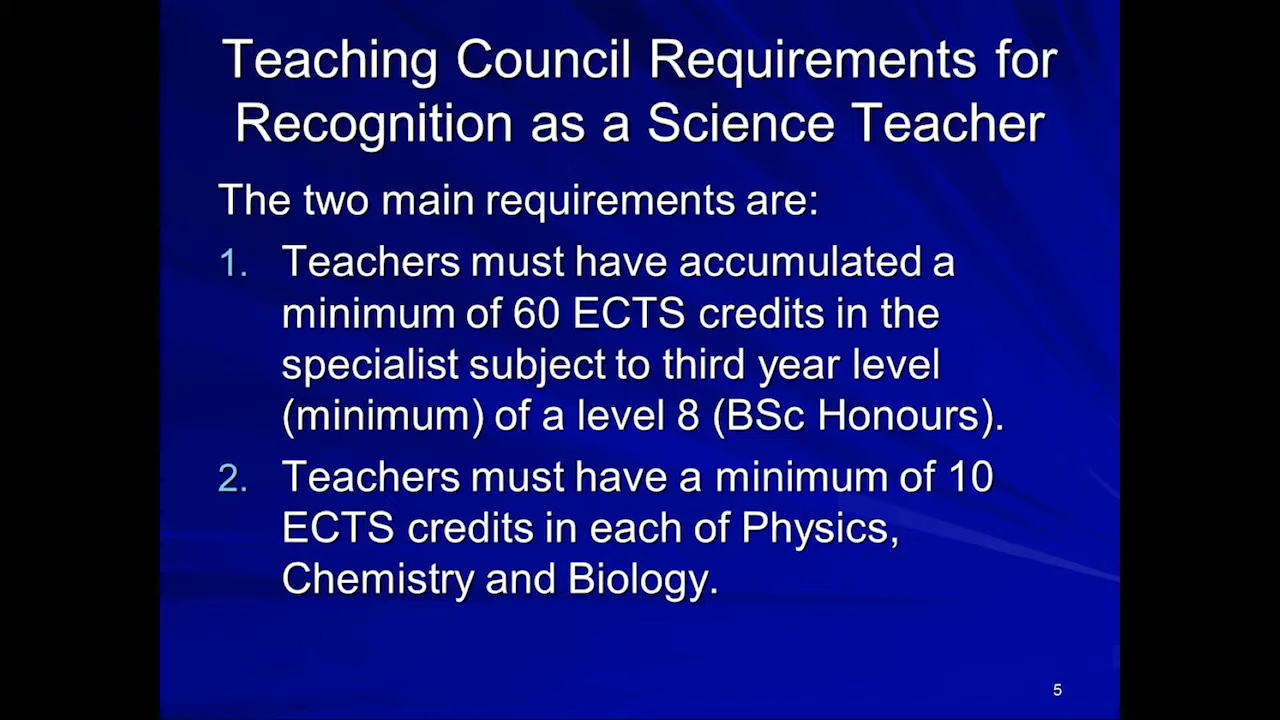 Teaching Council Requirements for
Recognition as a Science Teacher
The two main requirements are:
1. Teachers must have accumulated a
minimum of 60 ECTS credits in the
specialist subject to third year level
(minimum) of a level 8 (BSc Honours).
2. Teachers must have a minimum of 10
ECTS credits in each of Physics,
Chemistry and Biology.
5